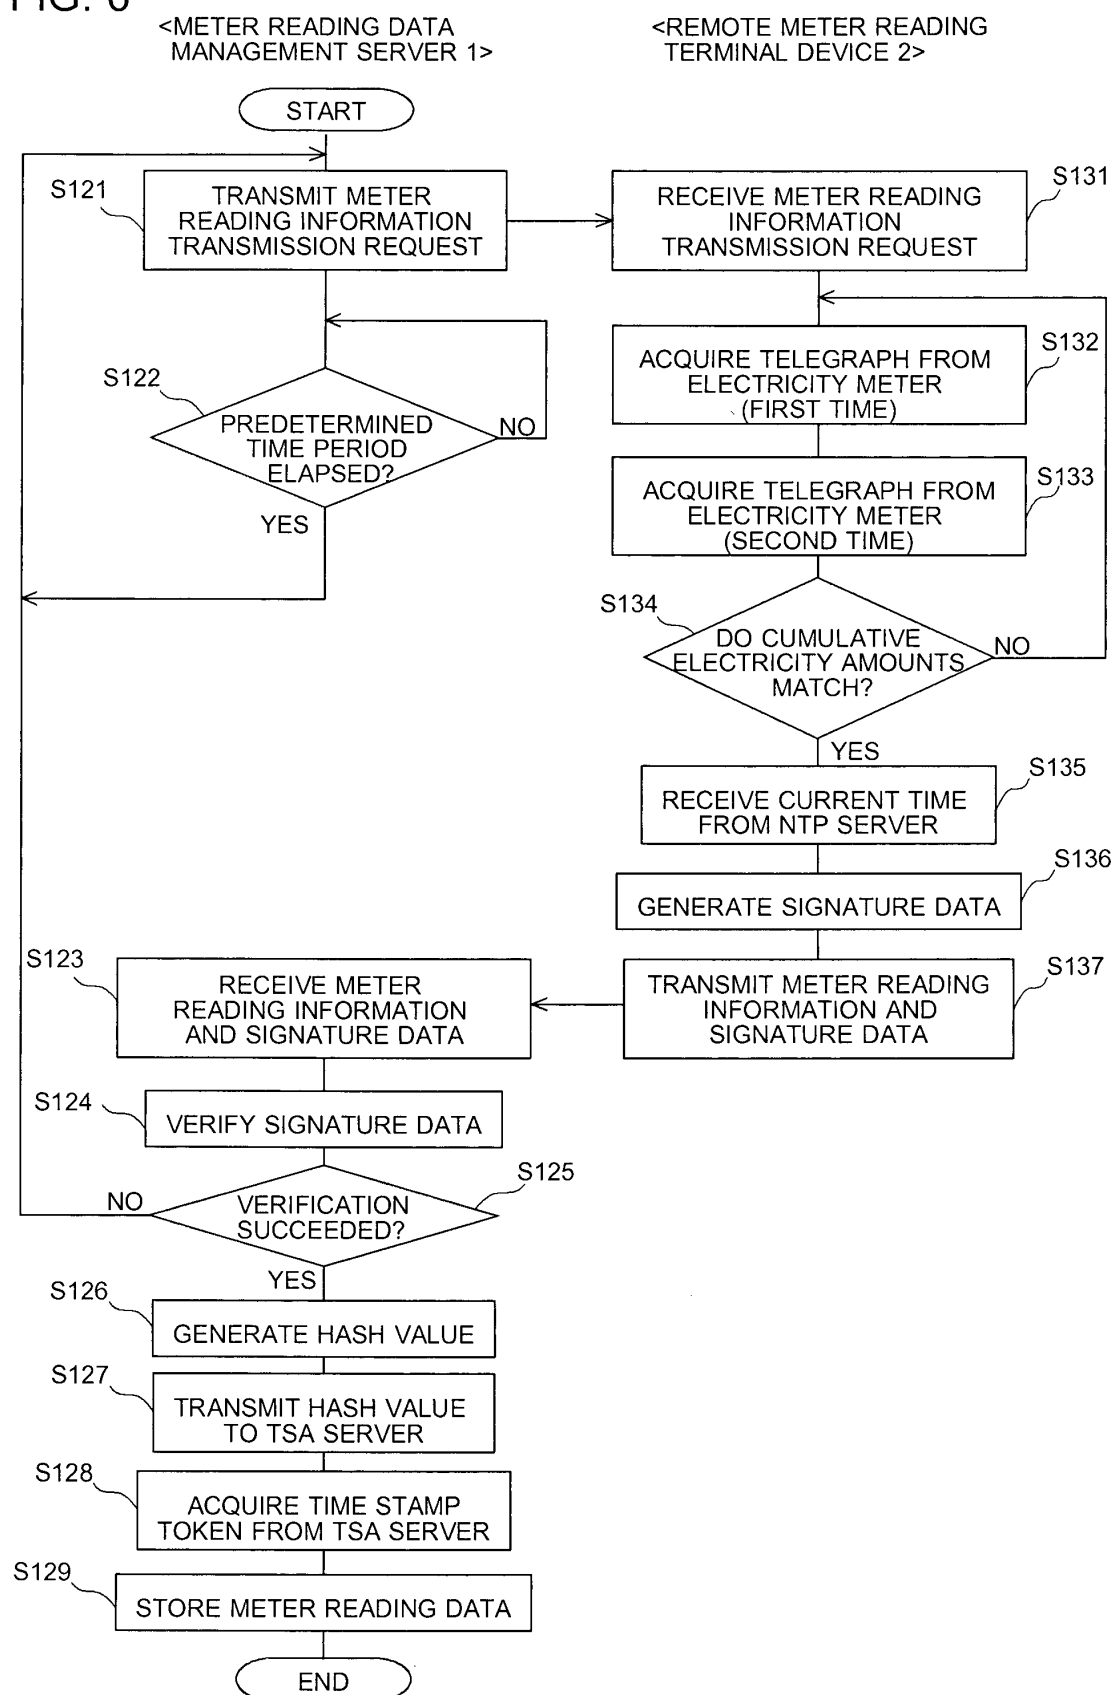 FIG. 6
<METER READING DATA
MANAGEMENT SERVER 1>
<REMOTE METER READING
TERMINAL DEVICE 2>
START
S121
TRANSMIT METER
READING INFORMATION
TRANSMISSION REQUEST
S131
RECEIVE METER READING
INFORMATION
TRANSMISSION REQUEST
S122
PREDETERMINED
TIME PERIOD
ELAPSED?
NO
YES
S132
ACQUIRE TELEGRAPH FROM
ELECTRICITY METER
(FIRST TIME)
S133
ACQUIRE TELEGRAPH FROM
ELECTRICITY METER
(SECOND TIME)
S134
DO CUMULATIVE
ELECTRICITY AMOUNTS
MATCH?
NO
YES
S135
RECEIVE CURRENT TIME
FROM NTP SERVER
S136
GENERATE SIGNATURE DATA
S137
TRANSMIT METER READING
INFORMATION AND
SIGNATURE DATA
S123
RECEIVE METER
READING INFORMATION
AND SIGNATURE DATA
S124
VERIFY SIGNATURE DATA
S125
VERIFICATION
SUCCEEDED?
NO
YES
S126
GENERATE HASH VALUE
S127
TRANSMIT HASH VALUE
TO TSA SERVER
S128
ACQUIRE TIME STAMP
TOKEN FROM TSA SERVER
S129
STORE METER READING DATA
END